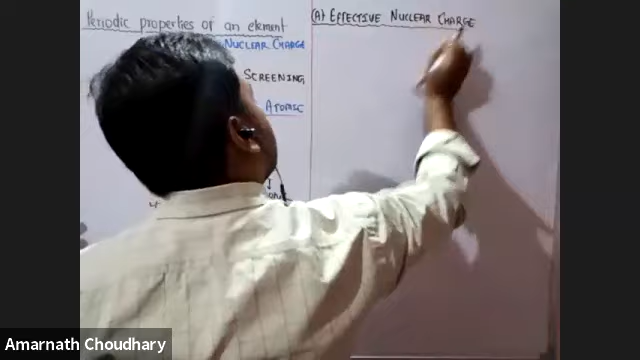 Periodic properties of an element
NUCLEAR CHARGE
SCREENING
ATOMIC
(A) EFFECTIVE NUCLEAR CHARGE
Amarnath Choudhary